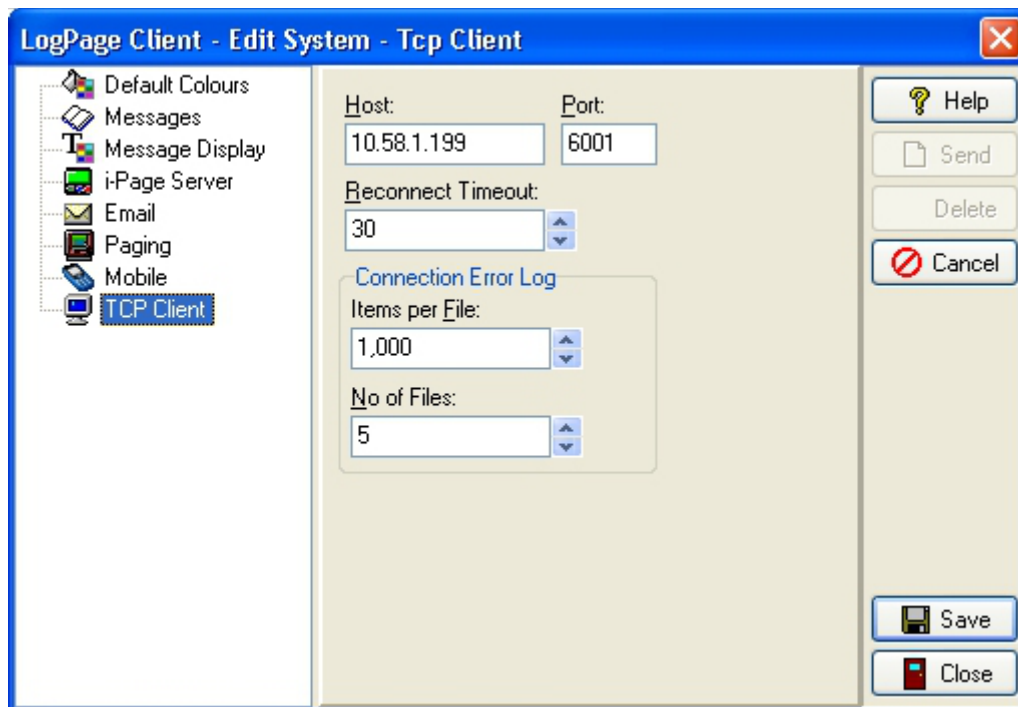 LogPage Client - Edit System - Tcp Client
Default Colours
Messages
Message Display
i-Page Server
Email
Paging
Mobile
TCP Client
Host: Port:
10.58.1.199 6001
Reconnect Timeout:
30
Connection Error Log
Items per File:
1,000
No of Files:
5
Help
Send
Delete
Cancel
Save
Close